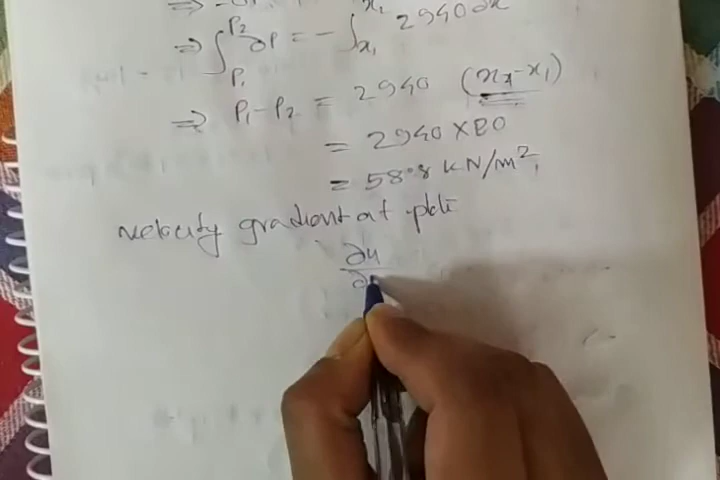 ⇒ -∂P
⇒ ∫_{P₁}^{P₂} ∂P = - ∫_{x₁}^{x₂} 2940 ∂x
⇒ P₁-P₂ = 2940 (x₂-x₁)
= 2940 X 20
= 58.8 KN/m²,
velocity gradient at plate
∂u
∂